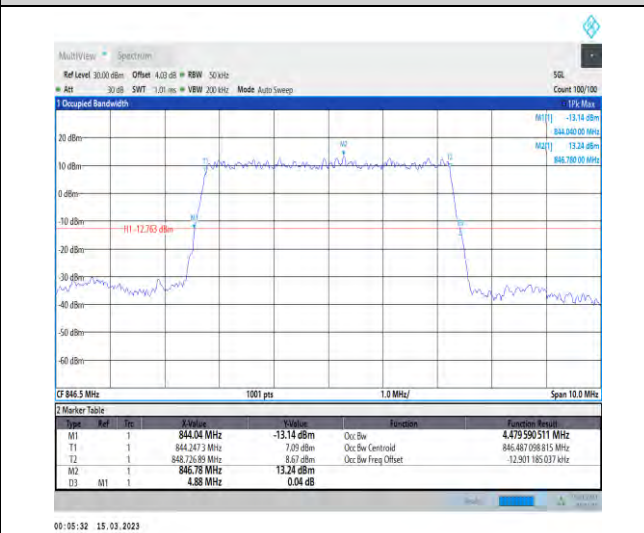 MultiView Spectrum
Ref Level 30.00 dBm Offset 4.03 dB RBW 50 kHz SGL
Att 30 dB SWT 1.01 ms VBW 200 kHz Mode Auto Sweep Count 100/100
1 Occupied Bandwidth 1Pk Max
M1[1] -13.14 dBm
844.040 00 MHz
M2[1] 13.24 dBm
846.780 00 MHz
20 dBm
M2
T1 T2
10 dBm
0 dBm
-10 dBm
H1 -12.763 dBm
-20 dBm
-30 dBm
-40 dBm
-50 dBm
-60 dBm
CF 846.5 MHz 1001 pts 1.0 MHz/ Span 10.0 MHz
2 Marker Table
Type Ref Trc X-Value Y-Value Function Function Result
M1 1 844.04 MHz -13.14 dBm Occ Bw 4.479 590 511 MHz
T1 1 844.2473 MHz 7.09 dBm Occ Bw Centroid 846.487 098 815 MHz
T2 1 848.726 89 MHz 8.67 dBm Occ Bw Freq Offset -12.901 185 037 kHz
M2 1 846.78 MHz 13.24 dBm
D3 M1 1 4.88 MHz 0.04 dB
00:05:32 15.03.2023